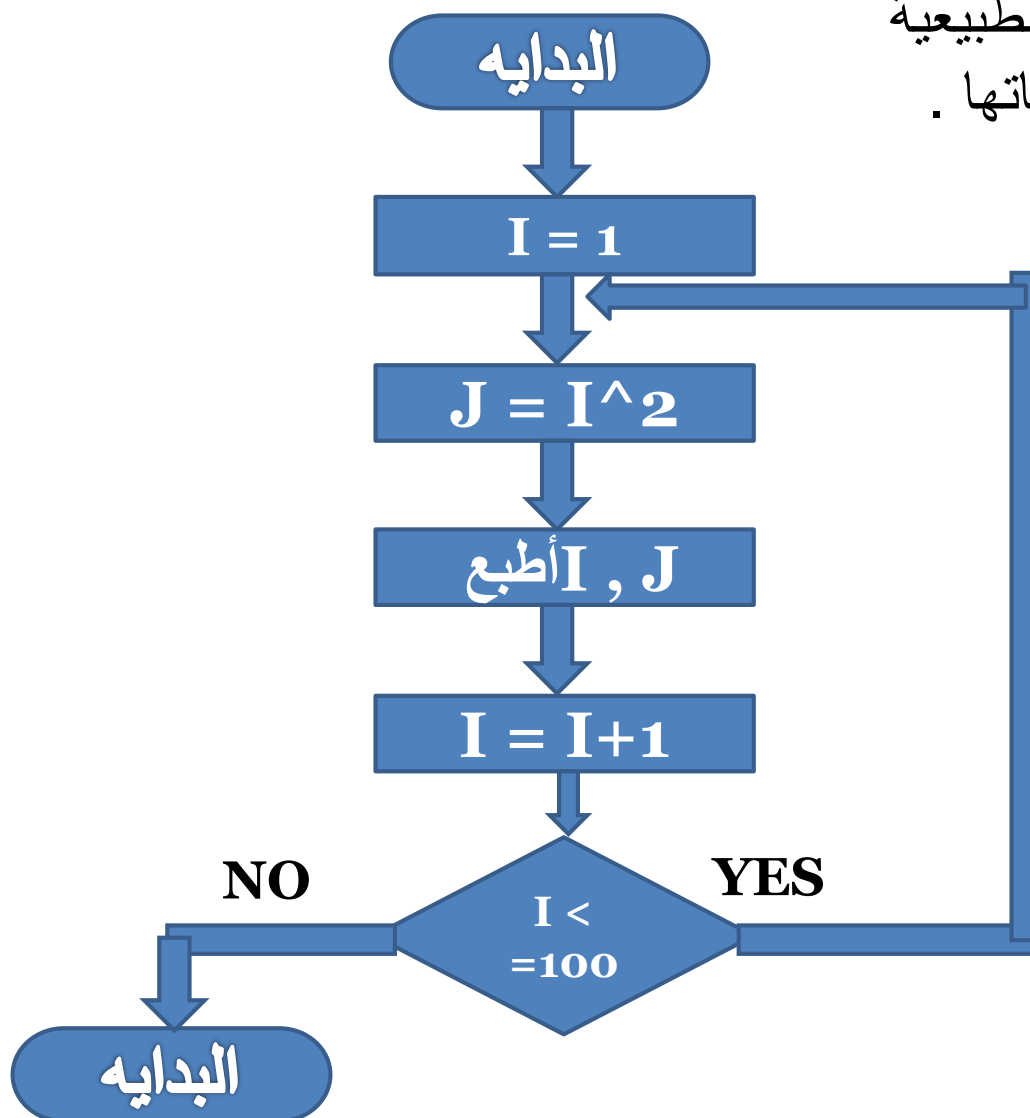 البدايه
I = 1
J = I^2
أطبع I , J
I = I+1
NO
YES
I <
=100
البدايه